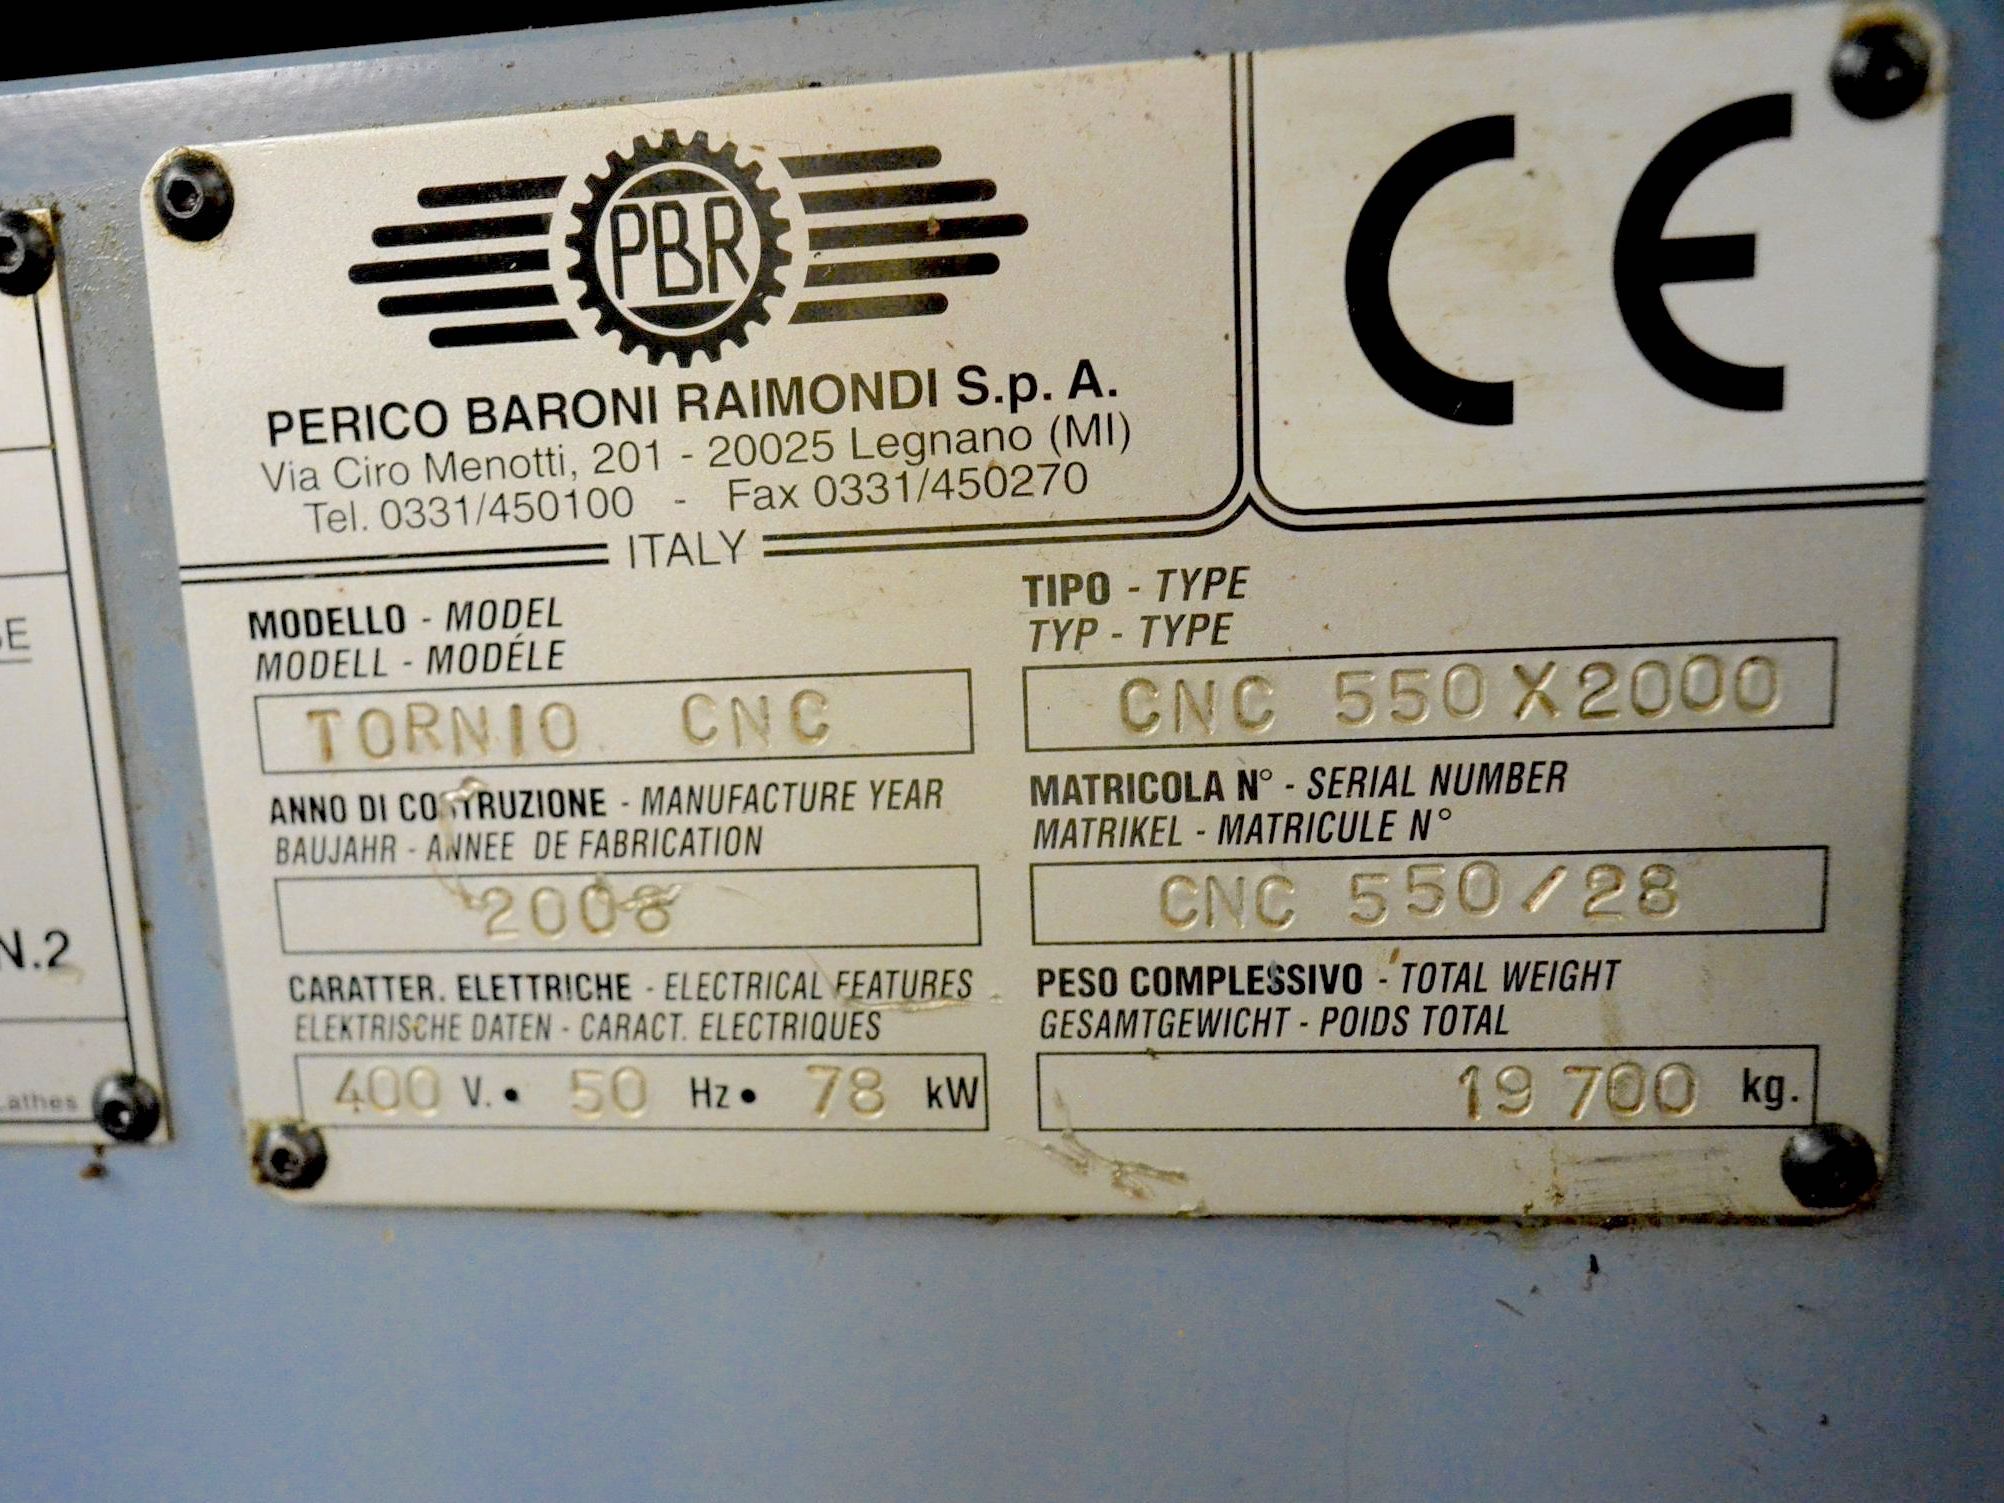 PBR
CE
PERICO BARONI RAIMONDI S.p. A.
Via Ciro Menotti, 201 - 20025 Legnano (MI)
Tel. 0331/450100 - Fax 0331/450270
ITALY
MODELLO - MODEL
MODELL - MODÉLE
TORNIO CNC
TIPO - TYPE
TYP - TYPE
CNC 550X2000
ANNO DI COSTRUZIONE - MANUFACTURE YEAR
BAUJAHR - ANNEE DE FABRICATION
2008
MATRICOLA N° - SERIAL NUMBER
MATRIKEL - MATRICULE N°
CNC 550/28
CARATTER. ELETTRICHE - ELECTRICAL FEATURES
ELEKTRISCHE DATEN - CARACT. ELECTRIQUES
400 V. • 50 Hz • 78 kW
PESO COMPLESSIVO - TOTAL WEIGHT
GESAMTGEWICHT - POIDS TOTAL
19 700 kg.
N.2
Lathes